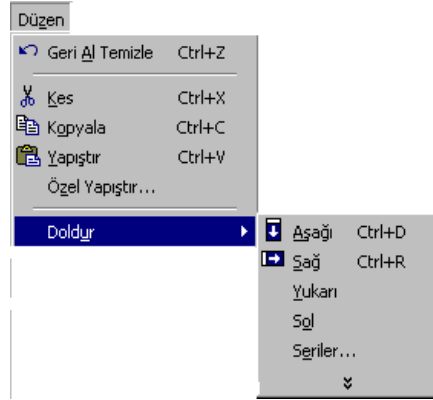 Düzen
Geri Al Temizle Ctrl+Z
Kes Ctrl+X
Kopyala Ctrl+C
Yapıştır Ctrl+V
Özel Yapıştır...
Doldur
Aşağı Ctrl+D
Sağ Ctrl+R
Yukarı
Sol
Seriler...